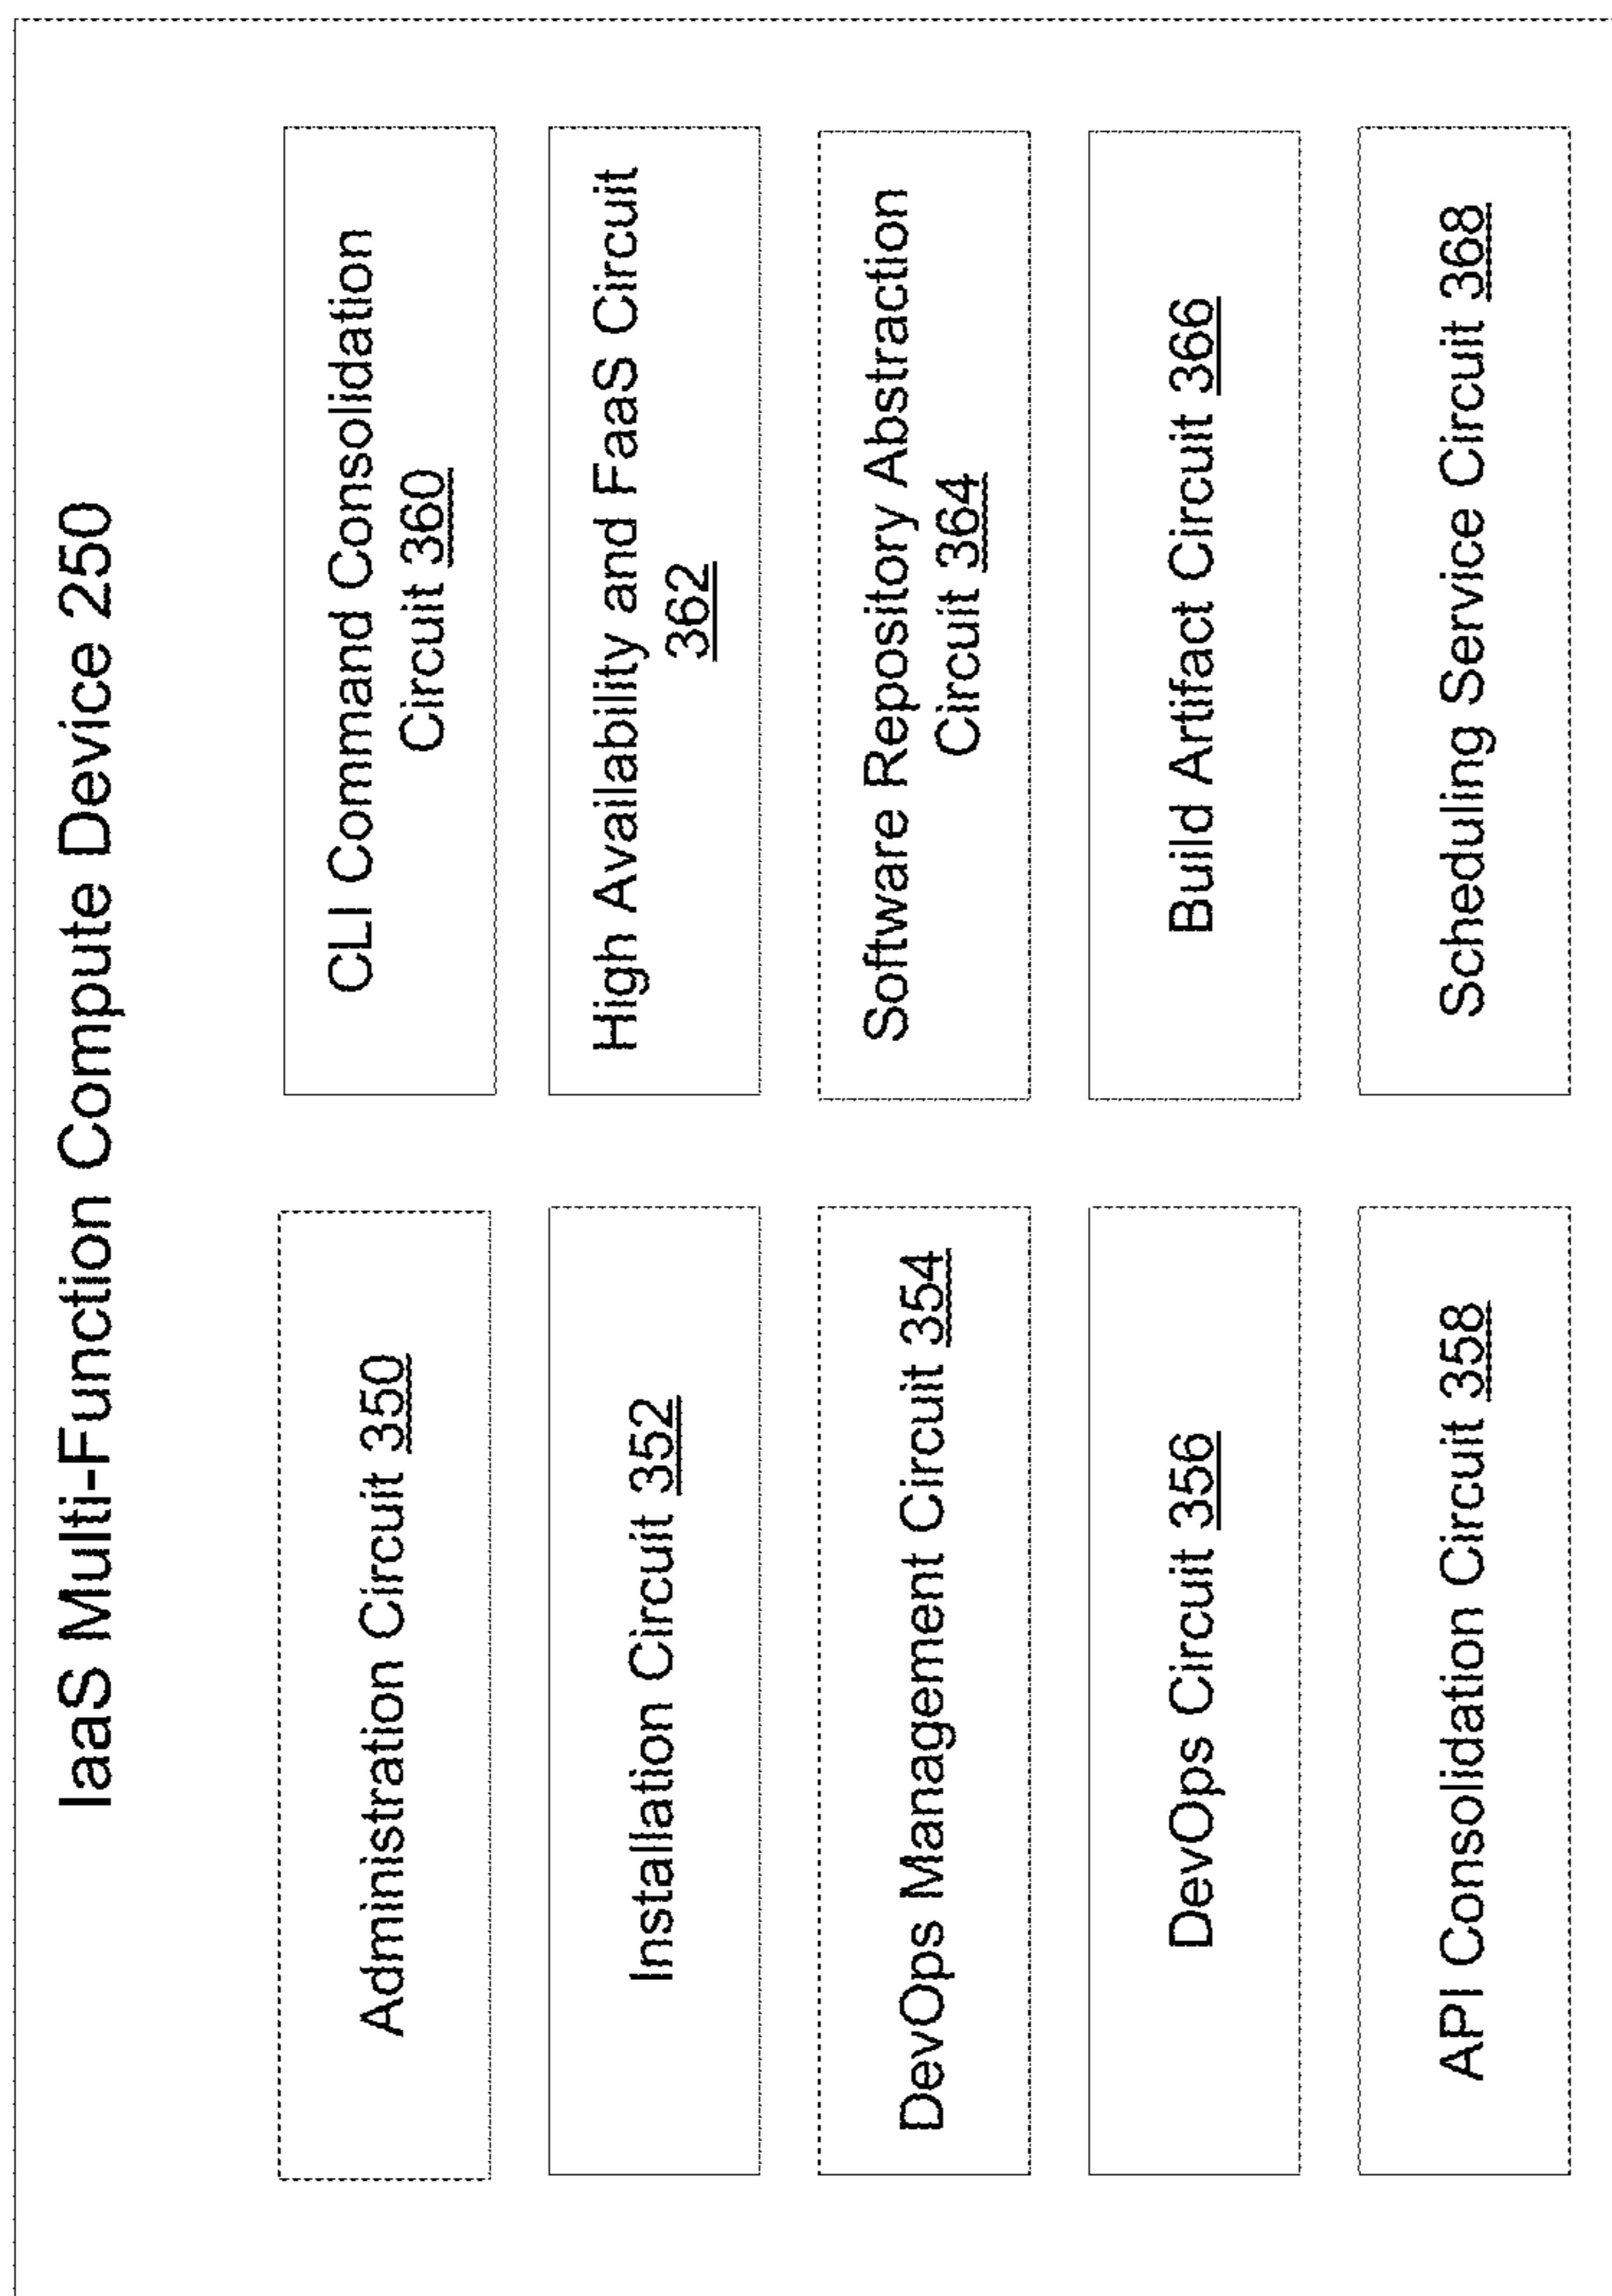 IaaS Multi-Function Compute Device 250
Administration Circuit 350
Installation Circuit 352
DevOps Management Circuit 354
DevOps Circuit 356
API Consolidation Circuit 358
CLI Command Consolidation
Circuit 360
High Availability and FaaS Circuit
362
Software Repository Abstraction
Circuit 364
Build Artifact Circuit 366
Scheduling Service Circuit 368